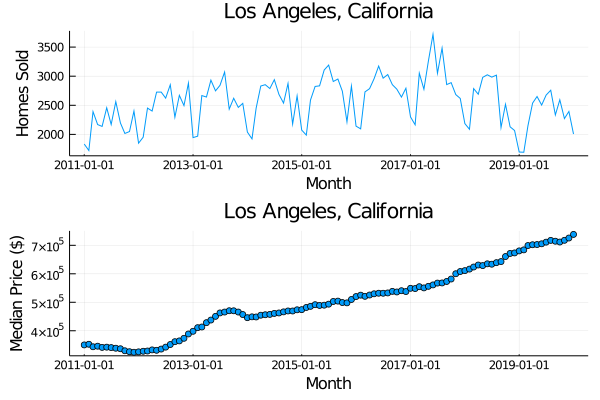 Los Angeles, California
Homes Sold
3500
3000
2500
2000
2011-01-01 2013-01-01 2015-01-01 2017-01-01 2019-01-01
Month
Los Angeles, California
Median Price ($)
7×10⁵
6×10⁵
5×10⁵
4×10⁵
2011-01-01 2013-01-01 2015-01-01 2017-01-01 2019-01-01
Month